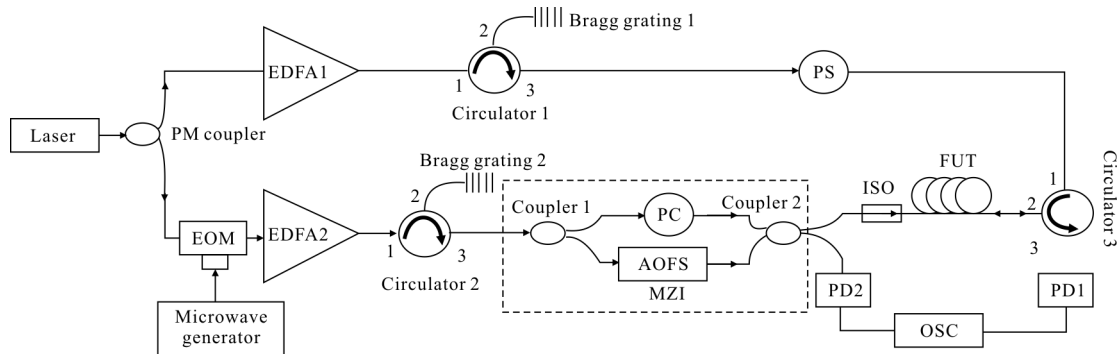 Bragg grating 1
2
EDFA1
1
3
PS
Circulator 1
Laser
PM coupler
Bragg grating 2
FUT
1
Circulator 3
2
3
ISO
2
Coupler 1
PC
Coupler 2
EOM
EDFA2
1
3
AOFS
Circulator 2
MZI
PD2
PD1
Microwave
generator
OSC